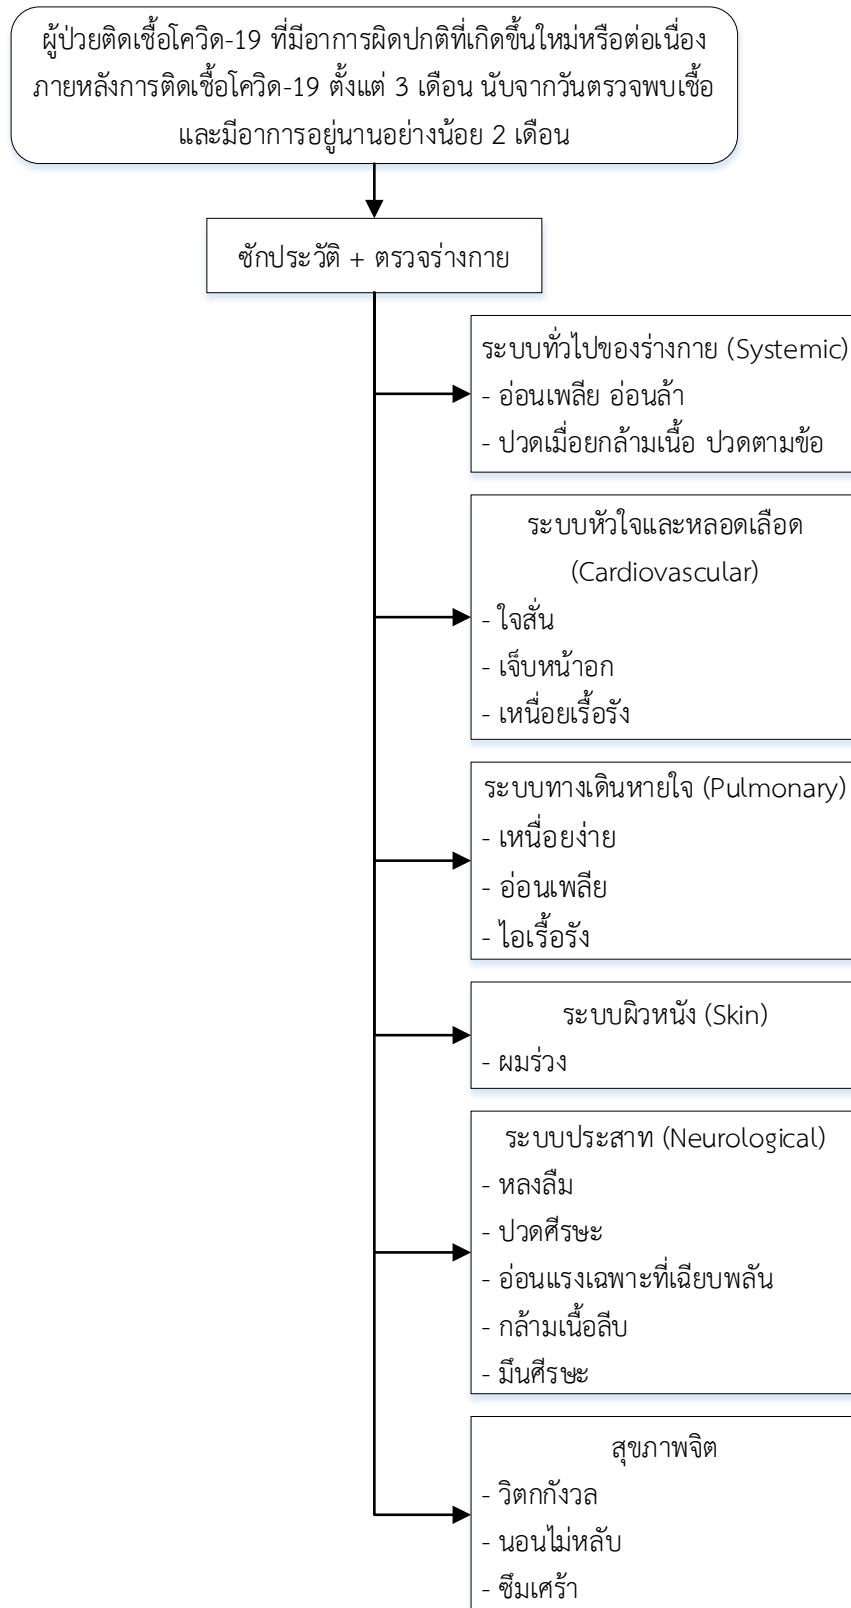 ผู้ป่วยติดเชื้อโควิด-19 ที่มีอาการผิดปกติที่เกิดขึ้นใหม่หรือต่อเนื่อง
ภายหลังการติดเชื้อโควิด-19 ตั้งแต่ 3 เดือน นับจากวันตรวจพบเชื้อ
และมีอาการอยู่นานอย่างน้อย 2 เดือน
ซักประวัติ + ตรวจร่างกาย
ระบบทั่วไปของร่างกาย (Systemic)
- อ่อนเพลีย อ่อนล้า
- ปวดเมื่อยกล้ามเนื้อ ปวดตามข้อ
ระบบหัวใจและหลอดเลือด
(Cardiovascular)
- ใจสั่น
- เจ็บหน้าอก
- เหนื่อยเรื้อรัง
ระบบทางเดินหายใจ (Pulmonary)
- เหนื่อยง่าย
- อ่อนเพลีย
- ไอเรื้อรัง
ระบบผิวหนัง (Skin)
- ผมร่วง
ระบบประสาท (Neurological)
- หลงลืม
- ปวดศีรษะ
- อ่อนแรงเฉพาะที่เฉียบพลัน
- กล้ามเนื้อลีบ
- มึนศีรษะ
สุขภาพจิต
- วิตกกังวล
- นอนไม่หลับ
- ซึมเศร้า